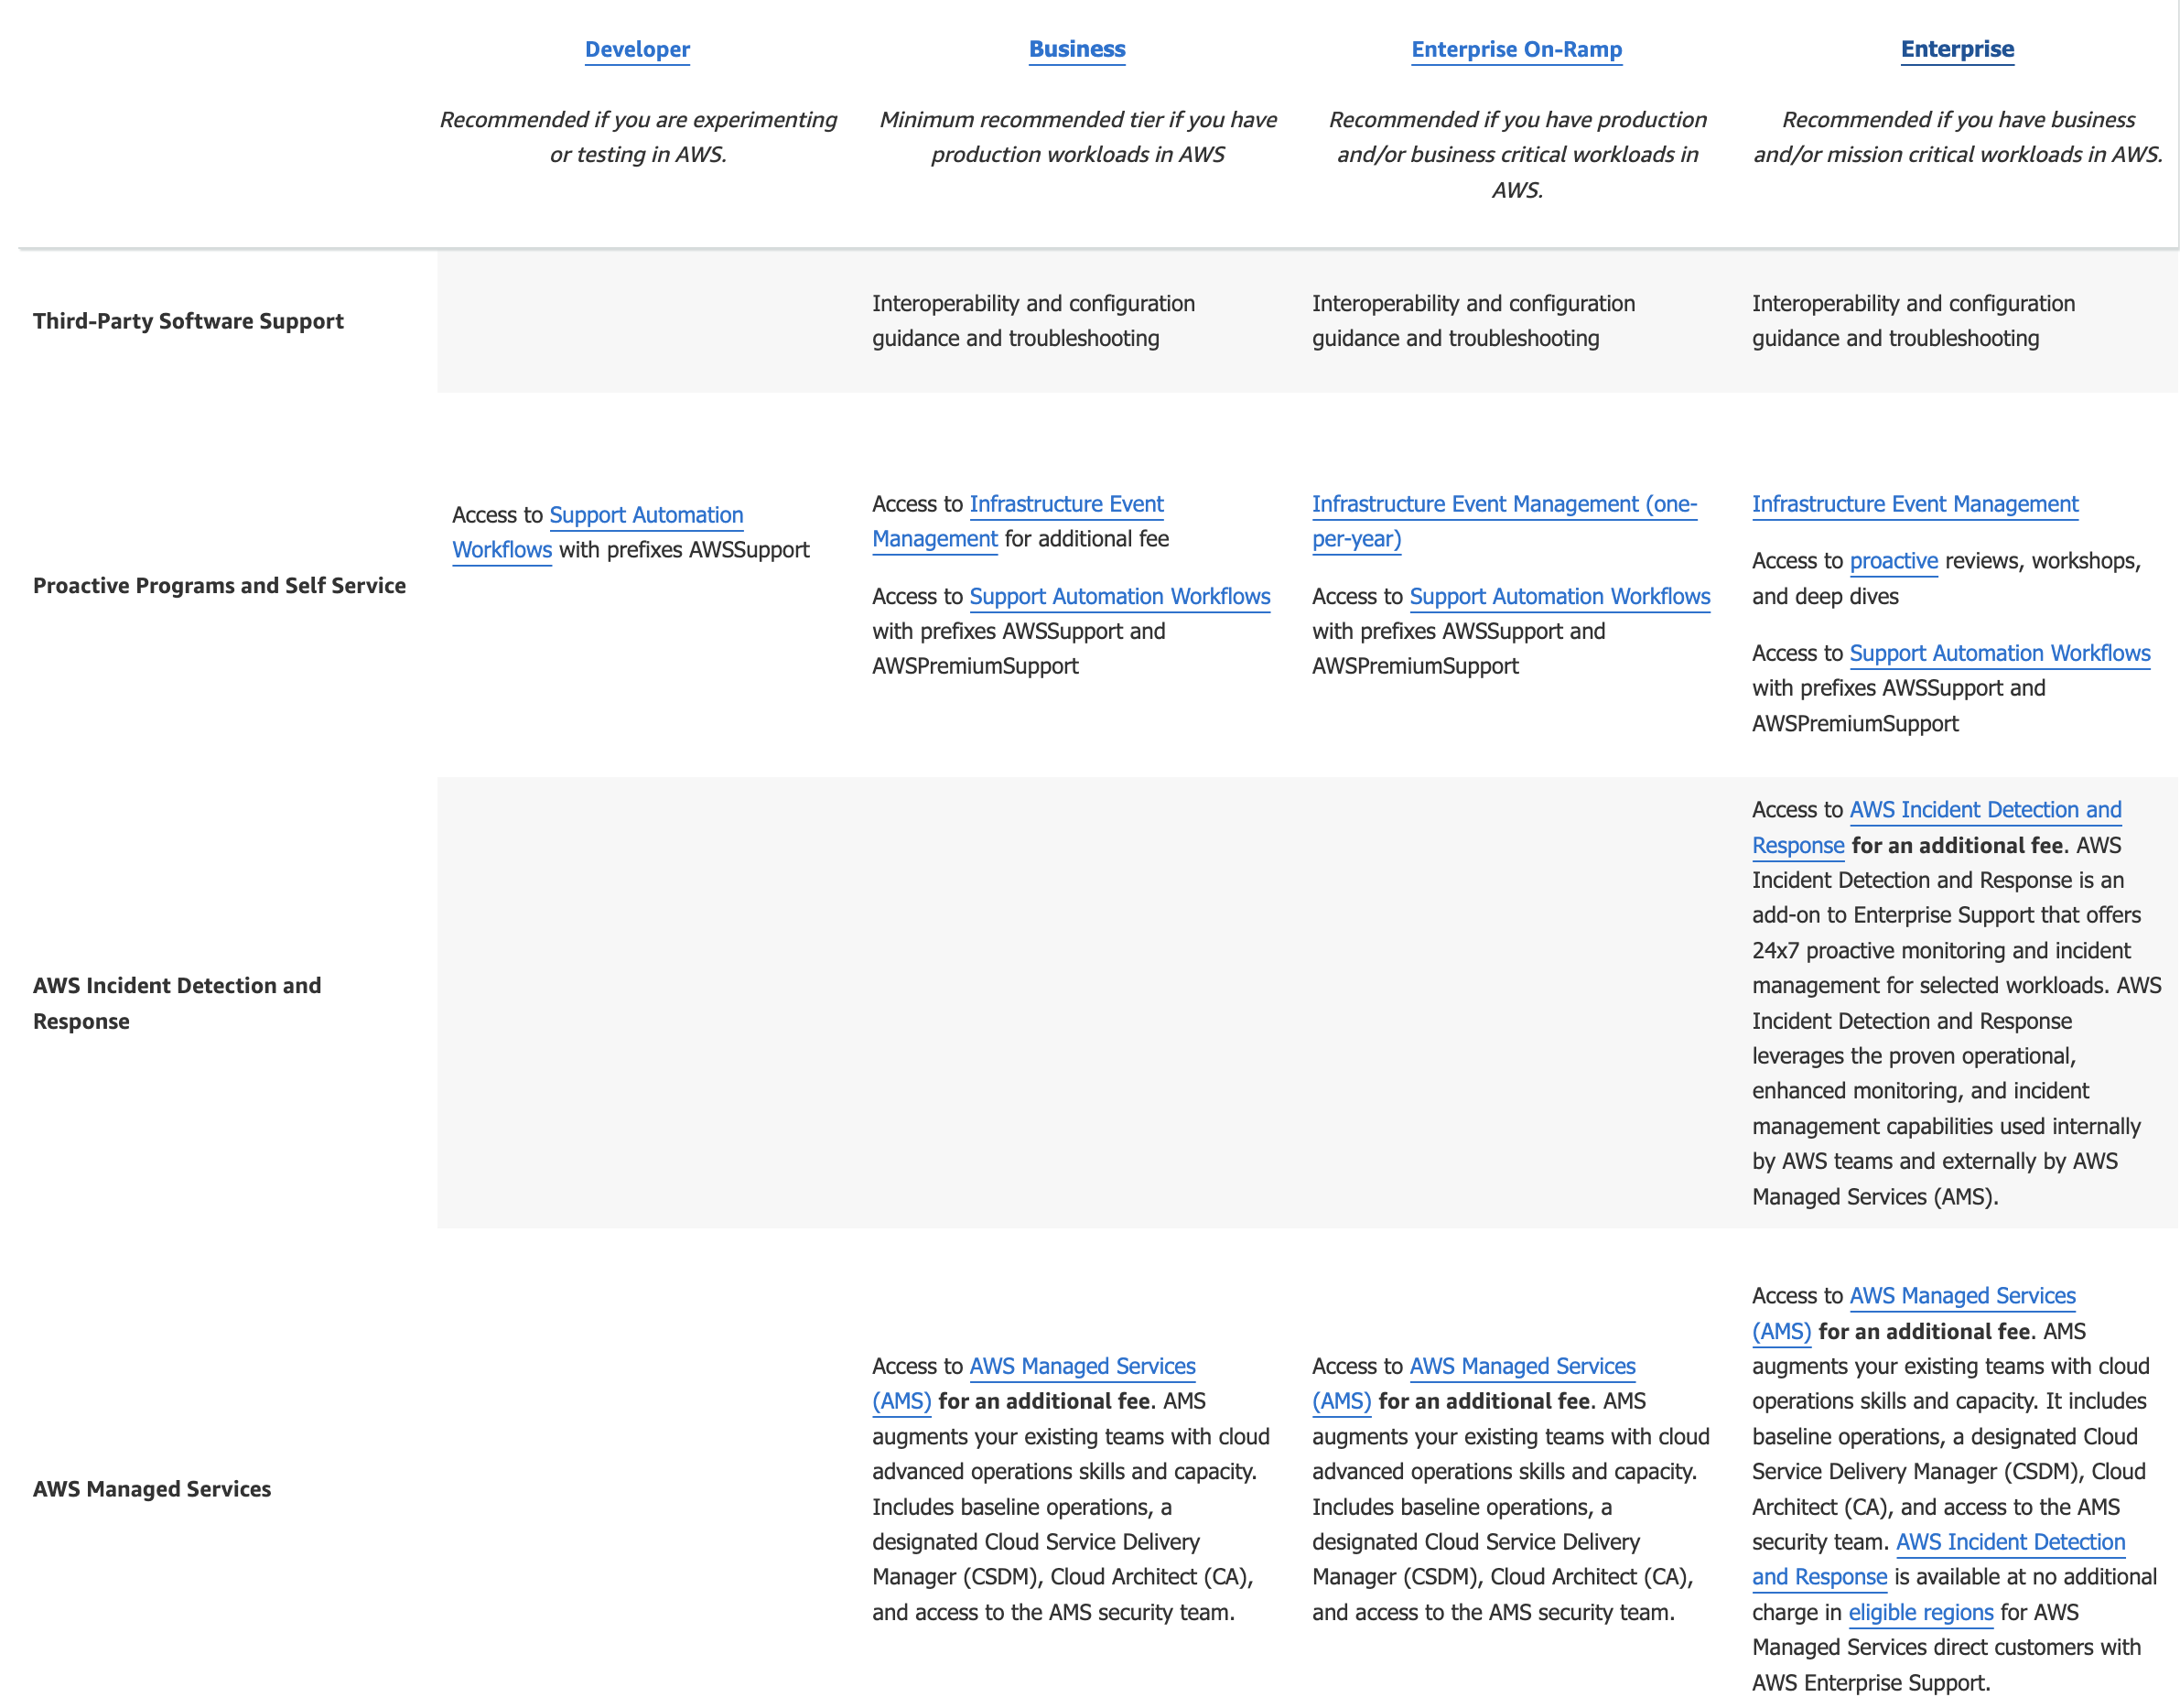 Developer
Business
Enterprise On-Ramp
Enterprise
Recommended if you are experimenting
or testing in AWS.
Minimum recommended tier if you have
production workloads in AWS
Recommended if you have production
and/or business critical workloads in
AWS.
Recommended if you have business
and/or mission critical workloads in AWS.
Third-Party Software Support
Interoperability and configuration
guidance and troubleshooting
Interoperability and configuration
guidance and troubleshooting
Interoperability and configuration
guidance and troubleshooting
Proactive Programs and Self Service
Access to Support Automation
Workflows with prefixes AWSSupport
Access to Infrastructure Event
Management for additional fee
Access to Support Automation Workflows
with prefixes AWSSupport and
AWSPremiumSupport
Infrastructure Event Management (one-
per-year)
Access to Support Automation Workflows
with prefixes AWSSupport and
AWSPremiumSupport
Infrastructure Event Management
Access to proactive reviews, workshops,
and deep dives
Access to Support Automation Workflows
with prefixes AWSSupport and
AWSPremiumSupport
AWS Incident Detection and
Response
Access to AWS Incident Detection and
Response for an additional fee. AWS
Incident Detection and Response is an
add-on to Enterprise Support that offers
24x7 proactive monitoring and incident
management for selected workloads. AWS
Incident Detection and Response
leverages the proven operational,
enhanced monitoring, and incident
management capabilities used internally
by AWS teams and externally by AWS
Managed Services (AMS).
AWS Managed Services
Access to AWS Managed Services
(AMS) for an additional fee. AMS
augments your existing teams with cloud
advanced operations skills and capacity.
Includes baseline operations, a
designated Cloud Service Delivery
Manager (CSDM), Cloud Architect (CA),
and access to the AMS security team.
Access to AWS Managed Services
(AMS) for an additional fee. AMS
augments your existing teams with cloud
advanced operations skills and capacity.
Includes baseline operations, a
designated Cloud Service Delivery
Manager (CSDM), Cloud Architect (CA),
and access to the AMS security team.
Access to AWS Managed Services
(AMS) for an additional fee. AMS
augments your existing teams with cloud
operations skills and capacity. It includes
baseline operations, a designated Cloud
Service Delivery Manager (CSDM), Cloud
Architect (CA), and access to the AMS
security team. AWS Incident Detection
and Response is available at no additional
charge in eligible regions for AWS
Managed Services direct customers with
AWS Enterprise Support.